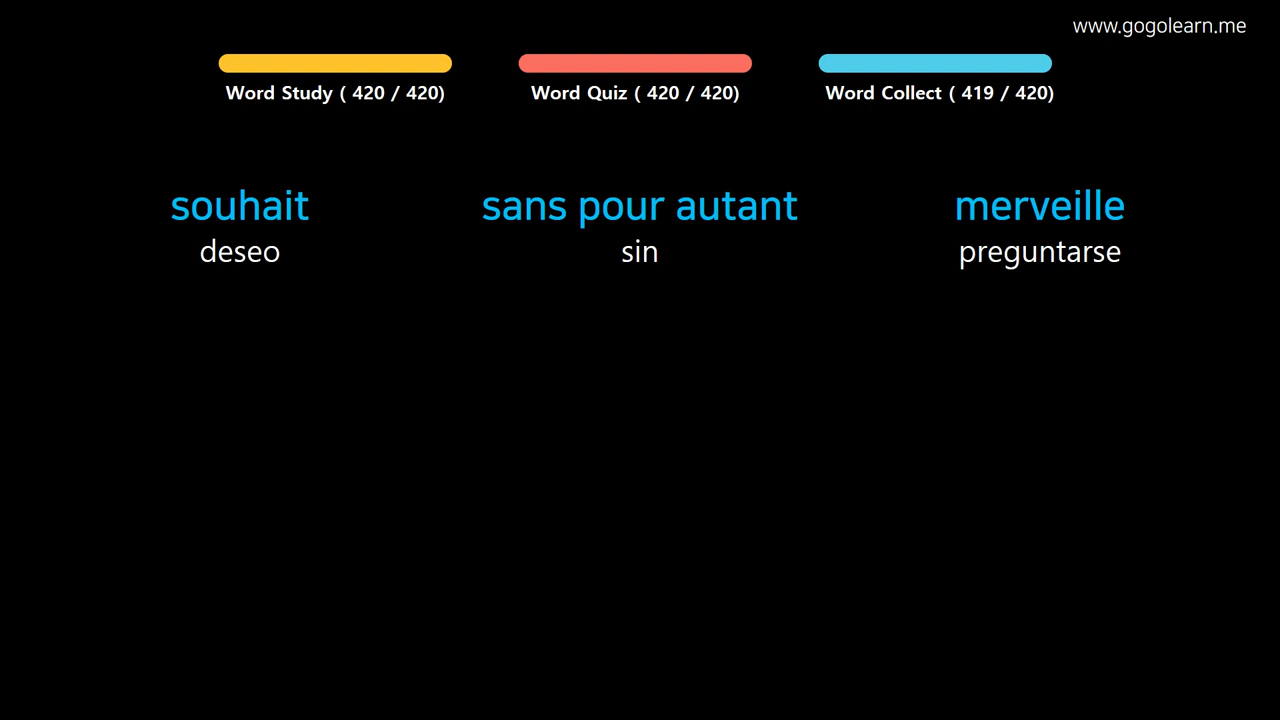 www.gogolearn.me
Word Study ( 420 / 420)
Word Quiz ( 420 / 420)
Word Collect ( 419 / 420)
souhait
deseo
sans pour autant
sin
merveille
preguntarse